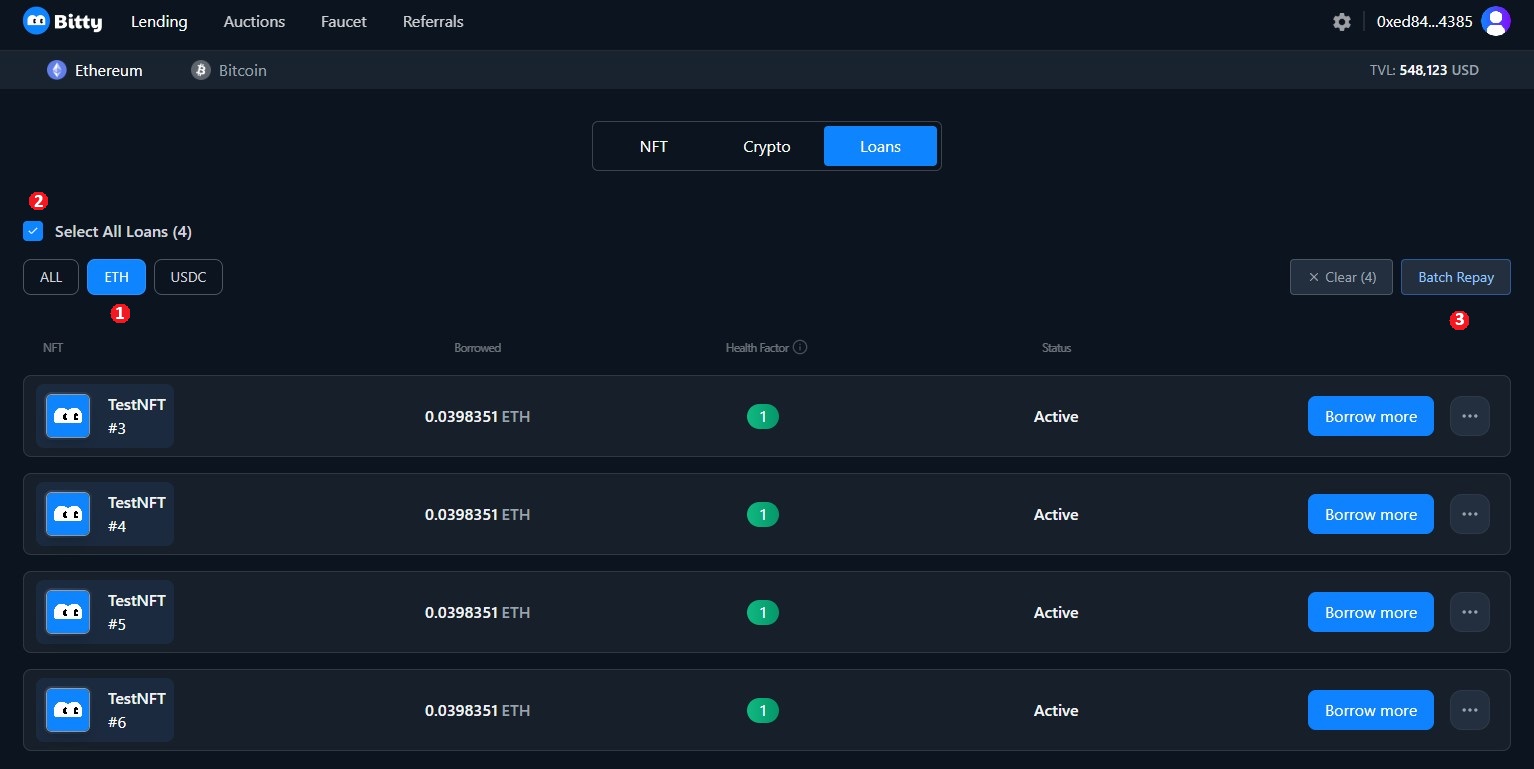 Bitty Lending Auctions Faucet Referrals 0xed84...4385
Ethereum Bitcoin TVL: 548,123 USD
NFT Crypto Loans
2
Select All Loans (4)
ALL ETH USDC × Clear (4) Batch Repay
1 3
NFT Borrowed Health Factor Status
TestNFT
#3 0.0398351 ETH 1 Active Borrow more ...
TestNFT
#4 0.0398351 ETH 1 Active Borrow more ...
TestNFT
#5 0.0398351 ETH 1 Active Borrow more ...
TestNFT
#6 0.0398351 ETH 1 Active Borrow more ...